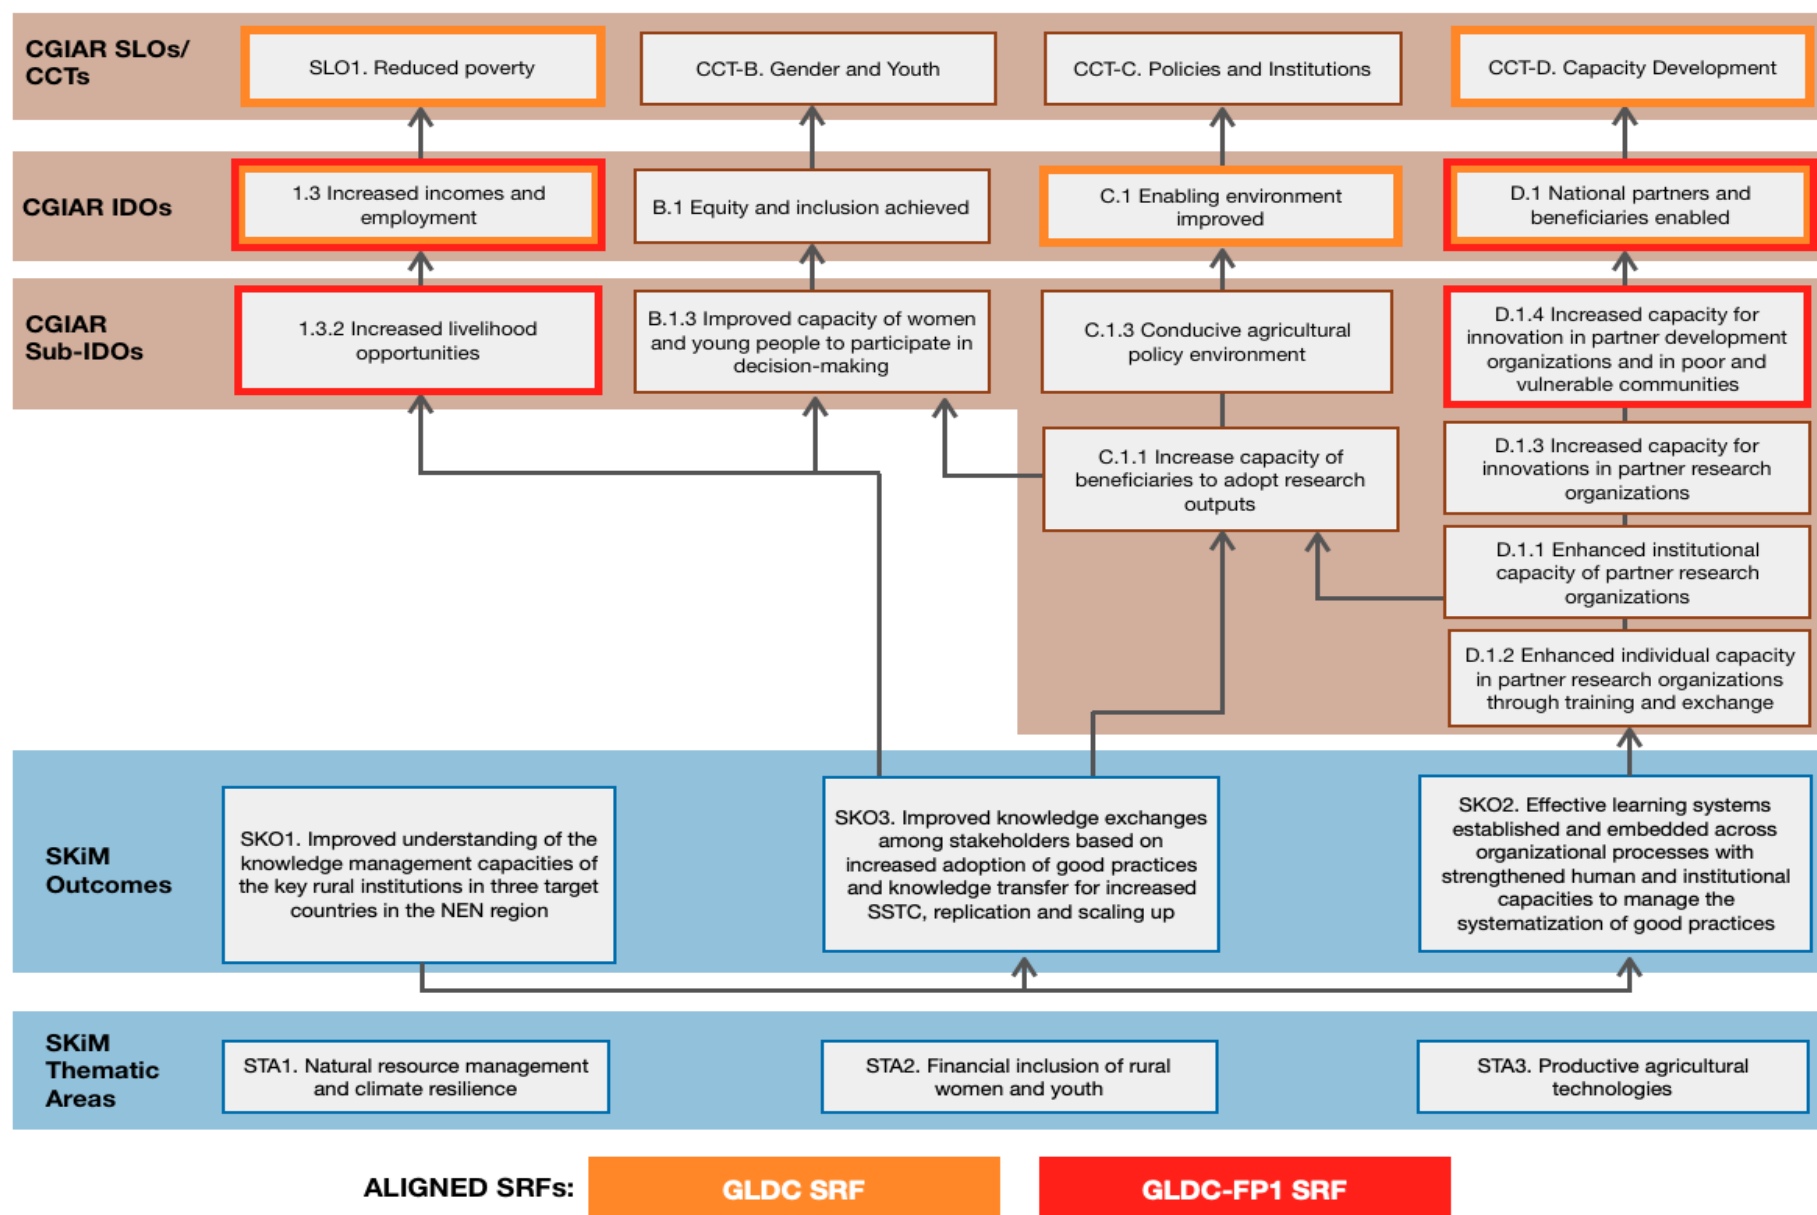 CGIAR SLOs/
CCTs
SLO1. Reduced poverty
CCT-B. Gender and Youth
CCT-C. Policies and Institutions
CCT-D. Capacity Development
CGIAR IDOs
1.3 Increased incomes and
employment
B.1 Equity and inclusion achieved
C.1 Enabling environment
improved
D.1 National partners and
beneficiaries enabled
CGIAR
Sub-IDOs
1.3.2 Increased livelihood
opportunities
B.1.3 Improved capacity of women
and young people to participate in
decision-making
C.1.3 Conducive agricultural
policy environment
D.1.4 Increased capacity for
innovation in partner development
organizations and in poor and
vulnerable communities
C.1.1 Increase capacity of
beneficiaries to adopt research
outputs
D.1.3 Increased capacity for
innovations in partner research
organizations
D.1.1 Enhanced institutional
capacity of partner research
organizations
D.1.2 Enhanced individual capacity
in partner research organizations
through training and exchange
SKiM
Outcomes
SKO1. Improved understanding of the
knowledge management capacities of
the key rural institutions in three target
countries in the NEN region
SKO3. Improved knowledge exchanges
among stakeholders based on
increased adoption of good practices
and knowledge transfer for increased
SSTC, replication and scaling up
SKO2. Effective learning systems
established and embedded across
organizational processes with
strengthened human and institutional
capacities to manage the
systematization of good practices
SKiM
Thematic
Areas
STA1. Natural resource management
and climate resilience
STA2. Financial inclusion of rural
women and youth
STA3. Productive agricultural
technologies
ALIGNED SRFs:
GLDC SRF
GLDC-FP1 SRF